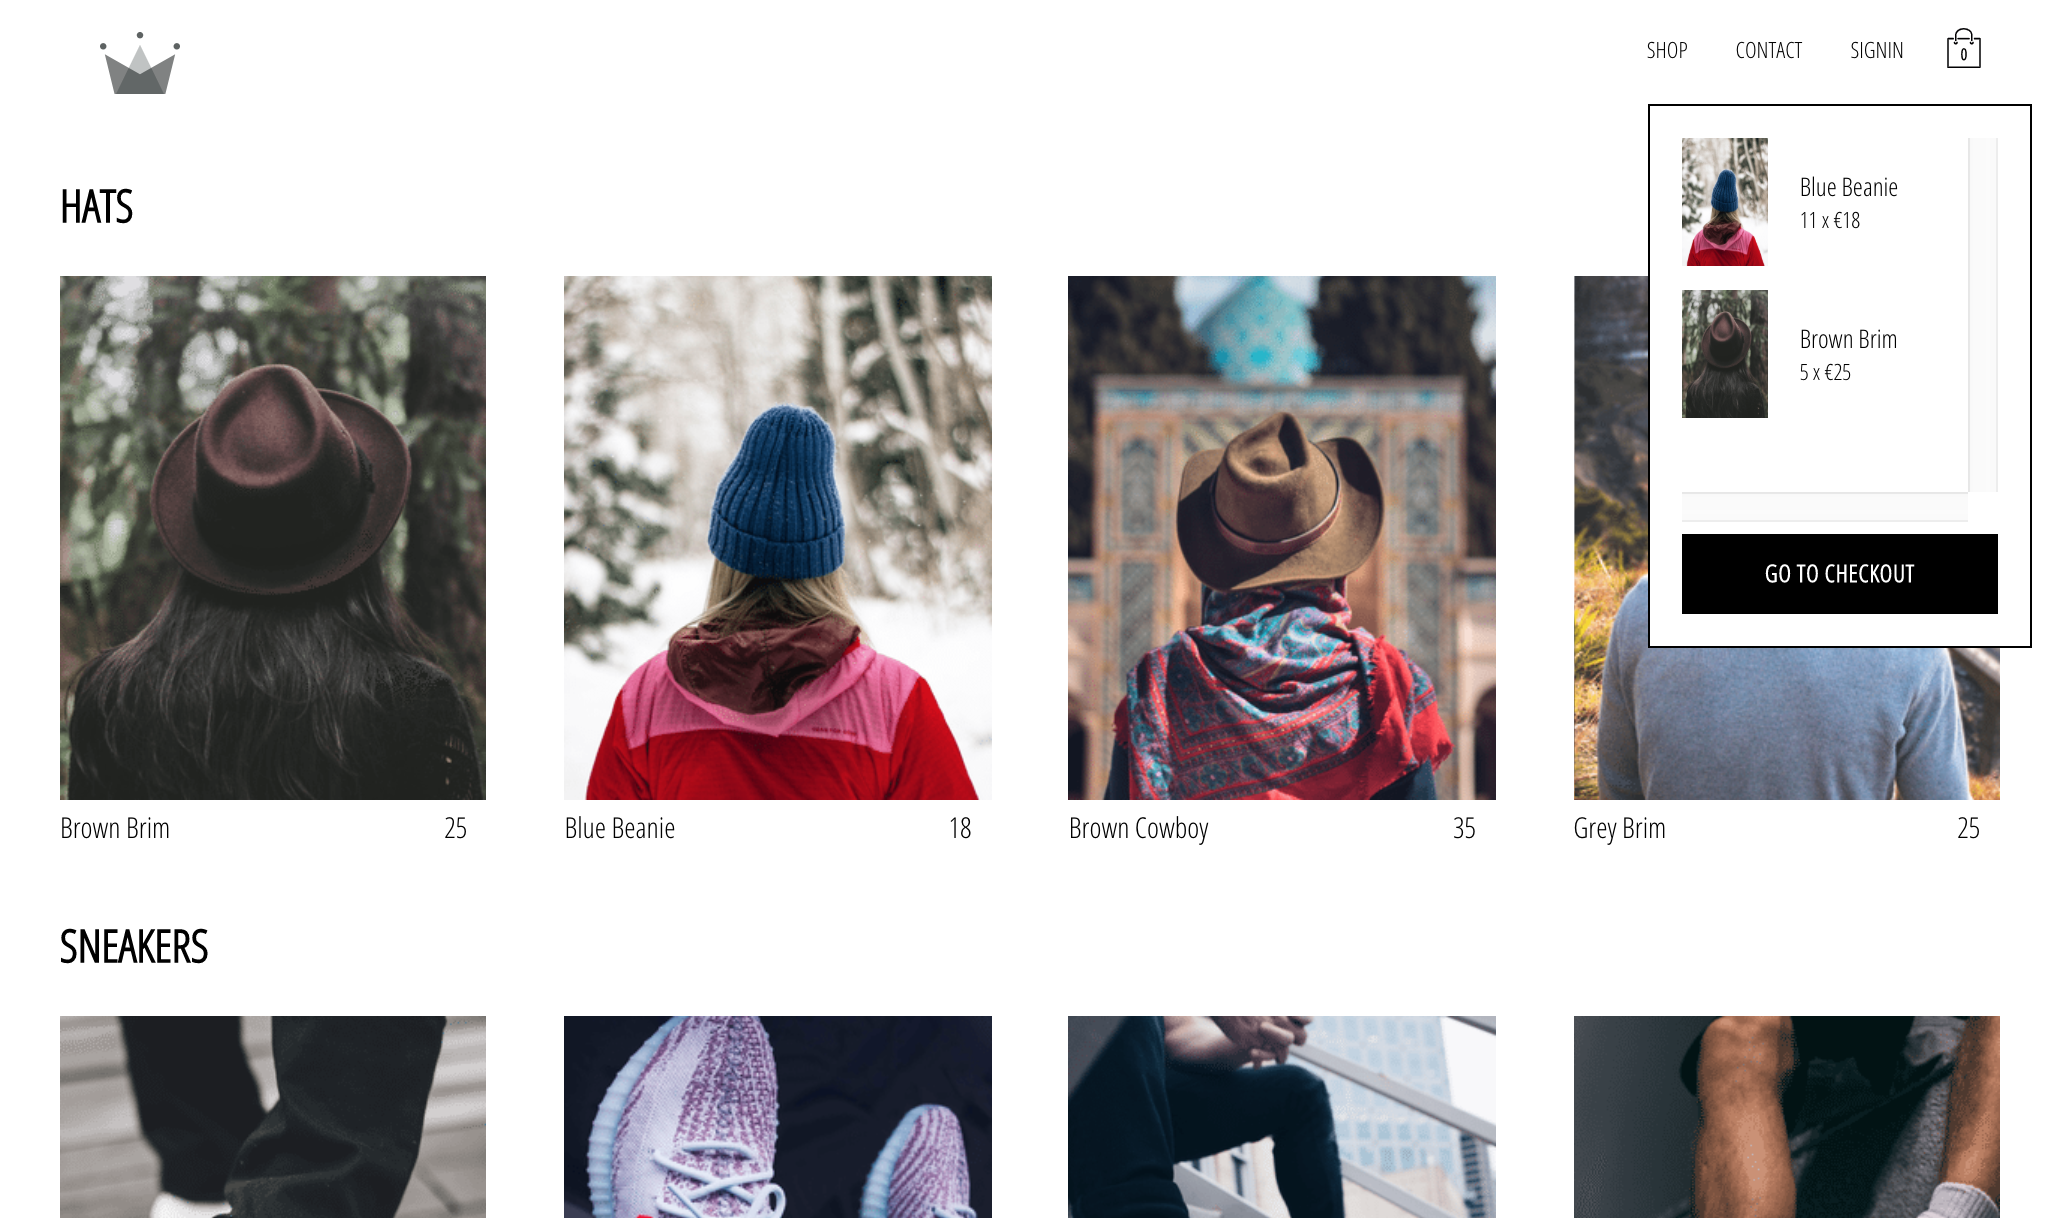 SHOP
CONTACT
SIGNIN
0
Blue Beanie
11 x €18
Brown Brim
5 x €25
GO TO CHECKOUT
HATS
Brown Brim
25
Blue Beanie
18
Brown Cowboy
35
Grey Brim
25
SNEAKERS